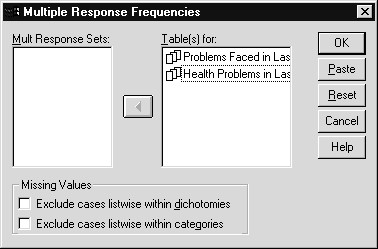 Multiple Response Frequencies
Mult Response Sets:
Table(s) for:
Problems Faced in Las
Health Problems in Las
OK
Paste
Reset
Cancel
Help
Missing Values
Exclude cases listwise within dichotomies
Exclude cases listwise within categories